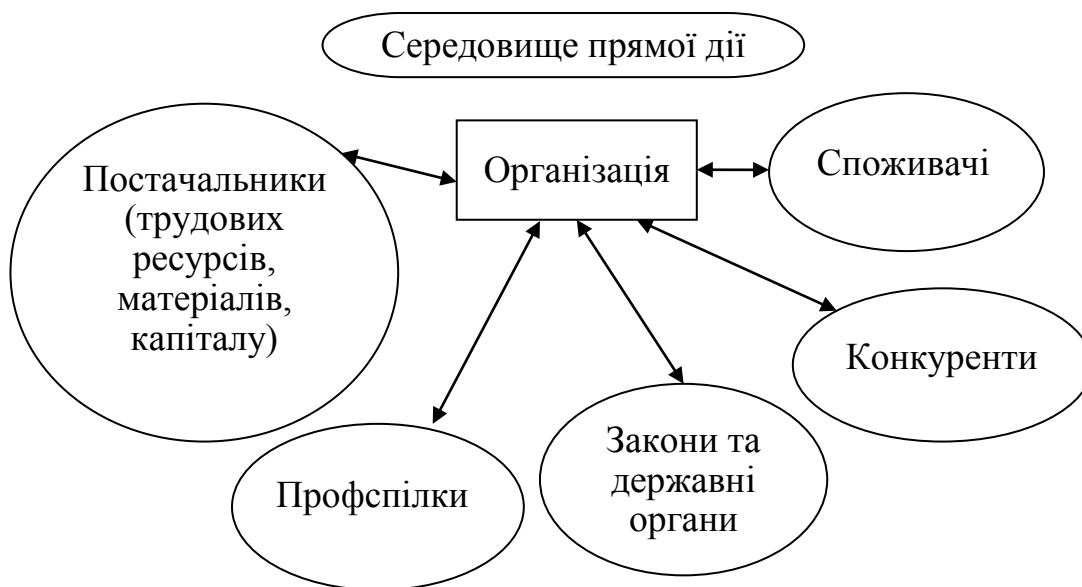 Середовище прямої дії
Організація
Споживачі
Постачальники
(трудових
ресурсів,
матеріалів,
капіталу)
Конкуренти
Закони та
державні
органи
Профспілки